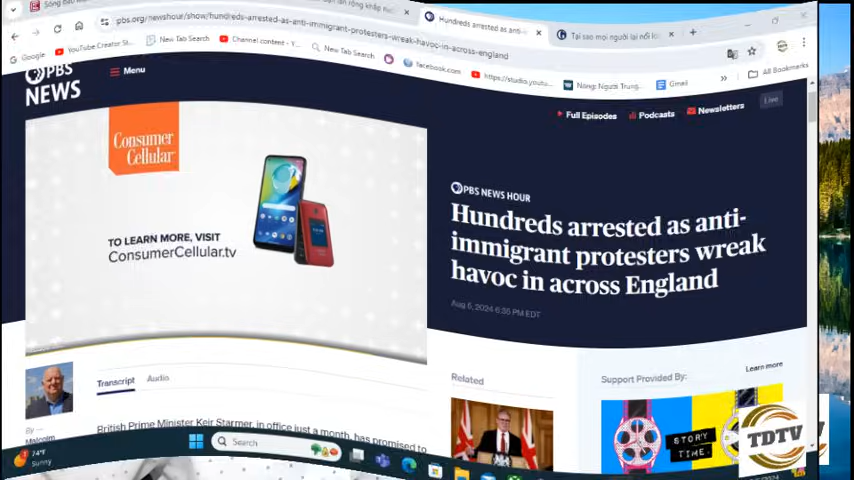 pbs.org/newshour/show/hundreds-arrested-as-anti-immigrant-protesters-wreak-havoc-in-across-england
Hundreds arrested as anti-
Tại sao mọi người lại nổi
Google
YouTube Creator
New Tab Search
Channel content - Y
New Tab Search
facebook.com
https://studio.youtu
Nóng: Người Trung
Gmail
All Bookmarks
PBS
NEWS
Menu
Full Episodes
Podcasts
Newsletters
Live
Consumer
Cellular
TO LEARN MORE, VISIT
ConsumerCellular.tv
PBS NEWS HOUR
Hundreds arrested as anti-
immigrant protesters wreak
havoc in across England
Aug 6, 2024 6:35 PM EDT
Transcript
Audio
By
Malcolm
British Prime Minister Keir Starmer, in office just a month, has promised to
Related
Support Provided By:
Learn more
STORY
TIME.
TDTV
Search
74°F
Sunny